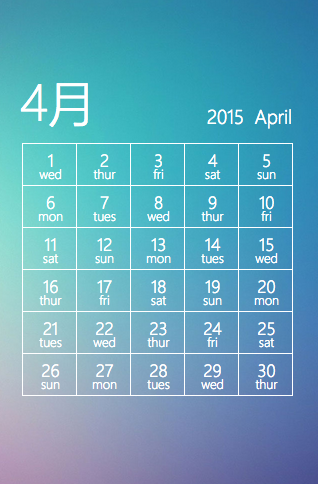 4月
2015 April
1 2 3 4 5
wed thur fri sat sun
6 7 8 9 10
mon tues wed thur fri
11 12 13 14 15
sat sun mon tues wed
16 17 18 19 20
thur fri sat sun mon
21 22 23 24 25
tues wed thur fri sat
26 27 28 29 30
sun mon tues wed thur